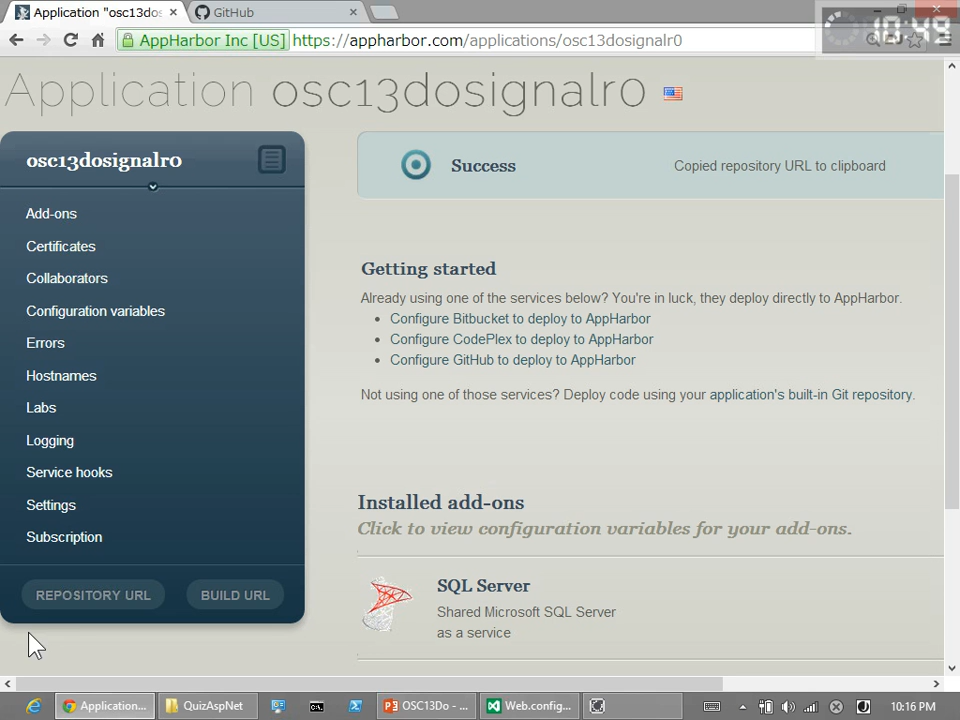 Application "osc13dos
GitHub
AppHarbor Inc [US]
https://appharbor.com/applications/osc13dosignalr0
10:49
Application osc13dosignalr0
osc13dosignalr0
Success
Copied repository URL to clipboard
Add-ons
Certificates
Collaborators
Configuration variables
Errors
Hostnames
Labs
Logging
Service hooks
Settings
Subscription
REPOSITORY URL
BUILD URL
Getting started
Already using one of the services below? You're in luck, they deploy directly to AppHarbor.
Configure Bitbucket to deploy to AppHarbor
Configure CodePlex to deploy to AppHarbor
Configure GitHub to deploy to AppHarbor
Not using one of those services? Deploy code using your application's built-in Git repository.
Installed add-ons
Click to view configuration variables for your add-ons.
SQL Server
Shared Microsoft SQL Server
as a service
Application...
QuizAspNet
OSC13Do - ...
Web.config...
10:16 PM